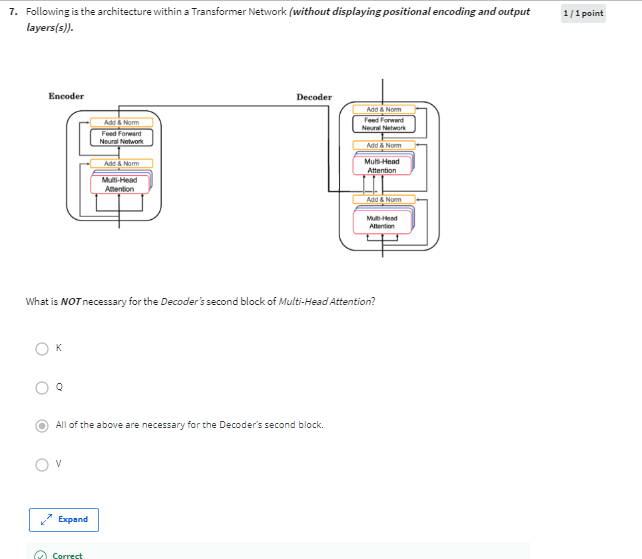 7. Following is the architecture within a Transformer Network (without displaying positional encoding and output
1 / 1 point
layers(s)).
Encoder
Decoder
Add & Norm
Feed Forward
Neural Network
Add & Norm
Multi-Head
Attention
Add & Norm
Feed Forward
Neural Network
Add & Norm
Multi-Head
Attention
Add & Norm
Multi-Head
Attention
What is NOT necessary for the Decoder's second block of Multi-Head Attention?
K
Q
All of the above are necessary for the Decoder's second block.
V
Expand
Correct